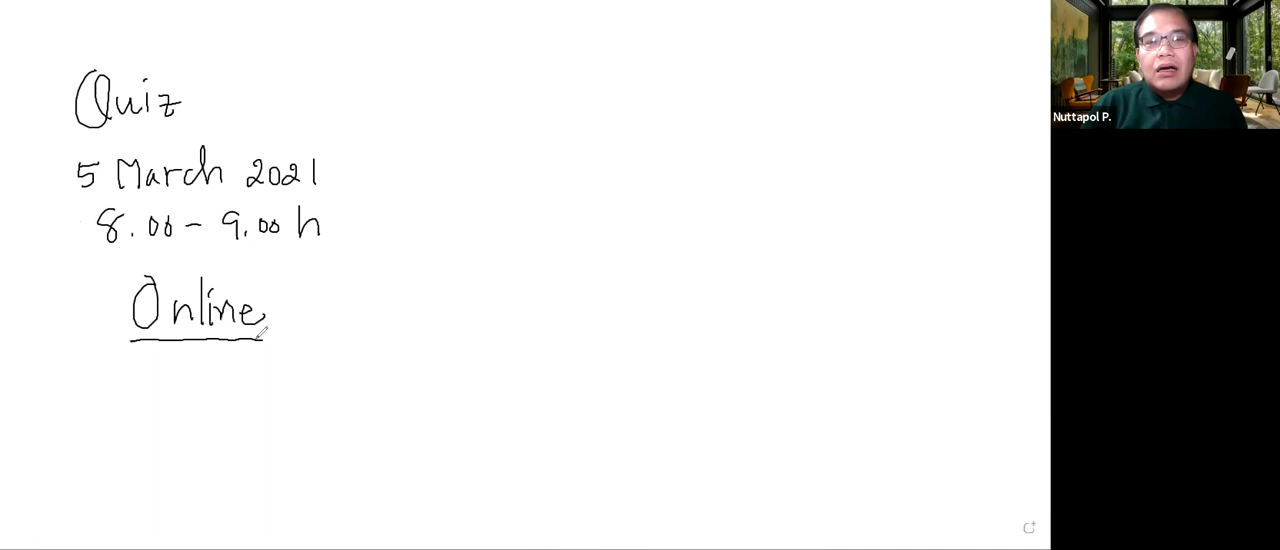 Quiz
5 March 2021
8.00 - 9.00 h
Online
Nuttapol P.